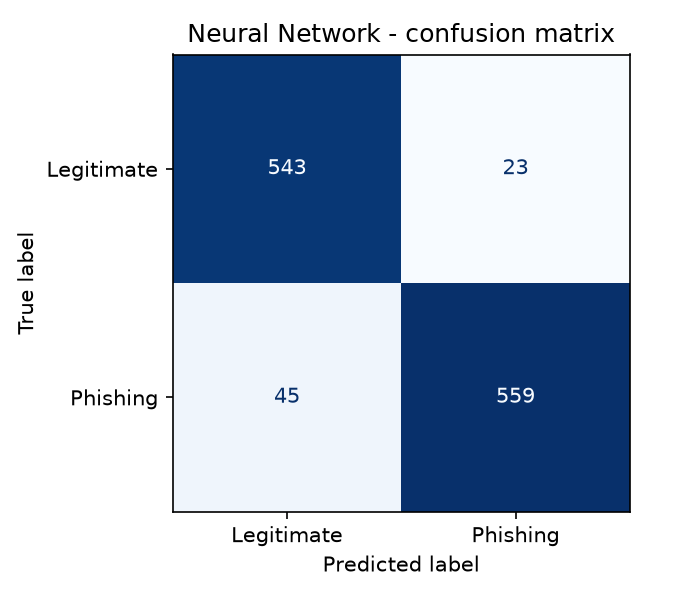 Neural Network - confusion matrix
Legitimate
543
23
True label
Phishing
45
559
Legitimate
Phishing
Predicted label